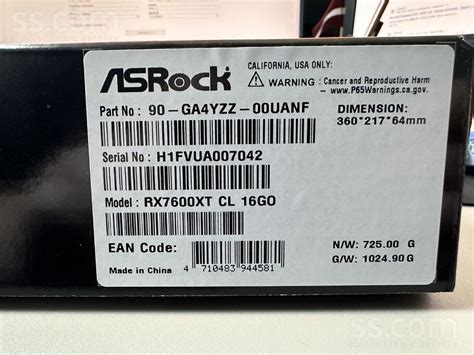 ss.com
ASRock
CALIFORNIA, USA ONLY:
WARNING : Cancer and Reproductive Harm
- www.P65Warnings.ca.gov.
Part No : 90-GA4YZZ-00UANF
DIMENSION:
360*217*64mm
Serial No : H1FVUA007042
Model : RX7600XT CL 16GO
EAN Code:
4 710483 944581
Made in China
N/W: 725.00 G
G/W: 1024.90 G
ss.com